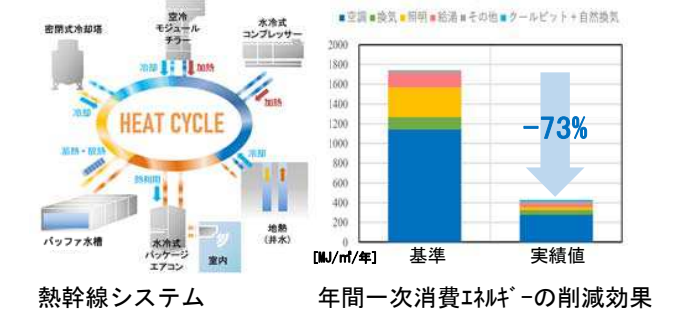 密閉式冷却塔
空冷
モジュール
チラー
水冷式
コンプレッサー
冷却
加熱
冷却
加熱
HEAT CYCLE
蓄熱・放熱
冷却
熱利用
バッファ水槽
水冷式
パッケージ
エアコン
室内
地熱
(井水)
熱幹線システム
空調 換気 照明 給湯 その他 クールピット+自然換気
2000
1800
1600
1400
1200
1000
800
600
400
200
0
-73%
[MJ/㎡/年]
基準
実績値
年間一次消費ｴﾈﾙｷﾞｰの削減効果